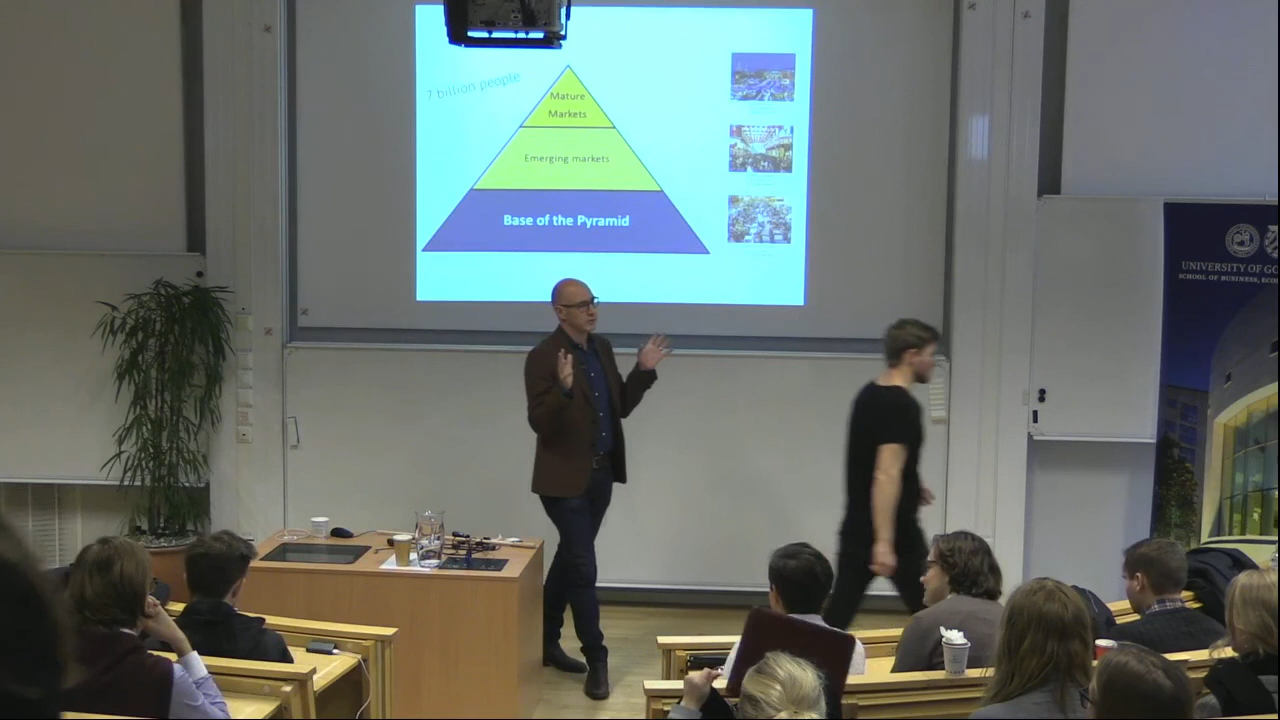 7 billion people
Mature
Markets
Emerging markets
Base of the Pyramid
UNIVERSITY OF GO
SCHOOL OF BUSINESS, ECO